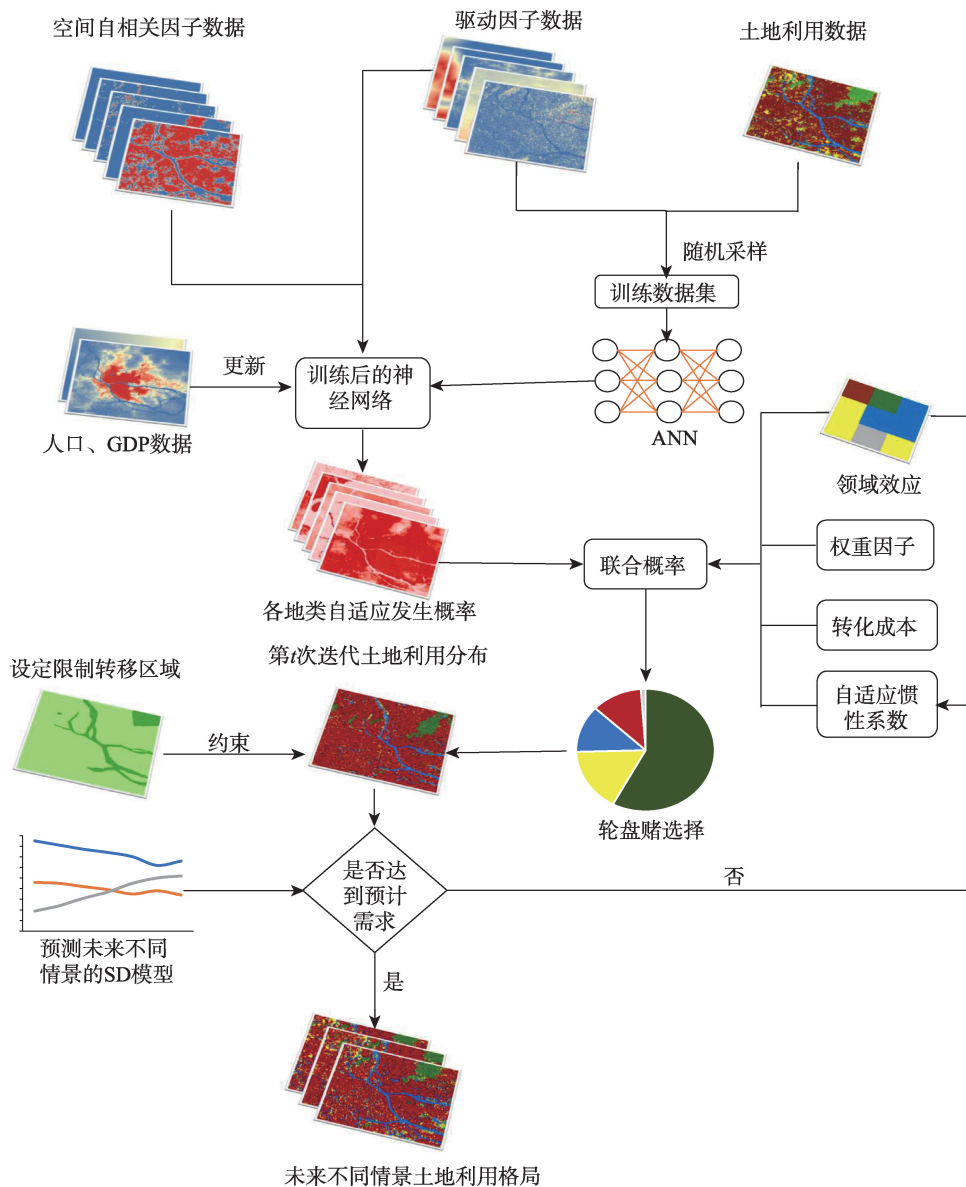 空间自相关因子数据
驱动因子数据
土地利用数据
随机采样
训练数据集
更新
训练后的神
经网络
人口、GDP数据
ANN
领域效应
联合概率
权重因子
各地类自适应发生概率
转化成本
第t次迭代土地利用分布
设定限制转移区域
自适应惯
性系数
约束
轮盘赌选择
是否达
到预计
需求
否
预测未来不同
情景的SD模型
是
未来不同情景土地利用格局